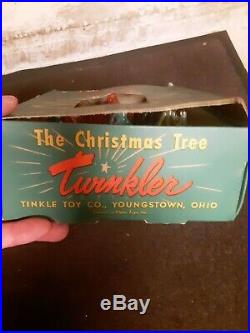 The Christmas Tree
Twinkler
TINKLE TOY CO., YOUNGSTOWN, OHIO